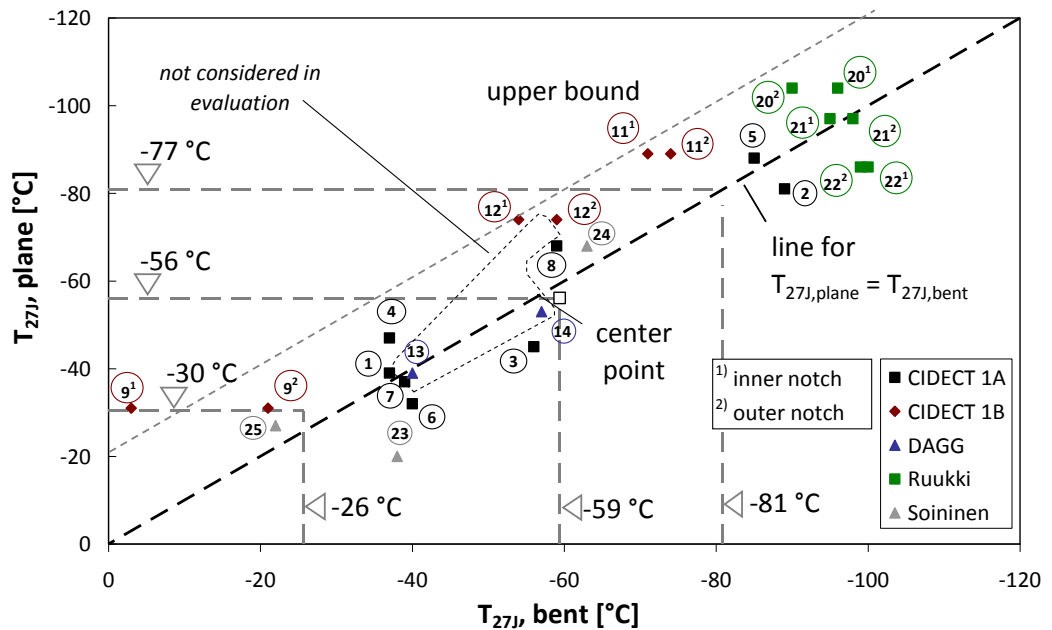 -120
-100
-80
-60
-40
-20
0
T27J, plane [°C]
not considered in
evaluation
upper bound
-77 °C
-56 °C
-30 °C
20¹
20²
21¹
21²
22²
22¹
11¹
11²
5
2
12¹
12²
24
8
4
13
14
1
3
7
6
9¹
9²
25
23
center
point
line for
T27J,plane = T27J,bent
1) inner notch
2) outer notch
CIDECT 1A
CIDECT 1B
DAGG
Ruukki
Soininen
-26 °C
-59 °C
-81 °C
0
-20
-40
-60
-80
-100
-120
T27J, bent [°C]